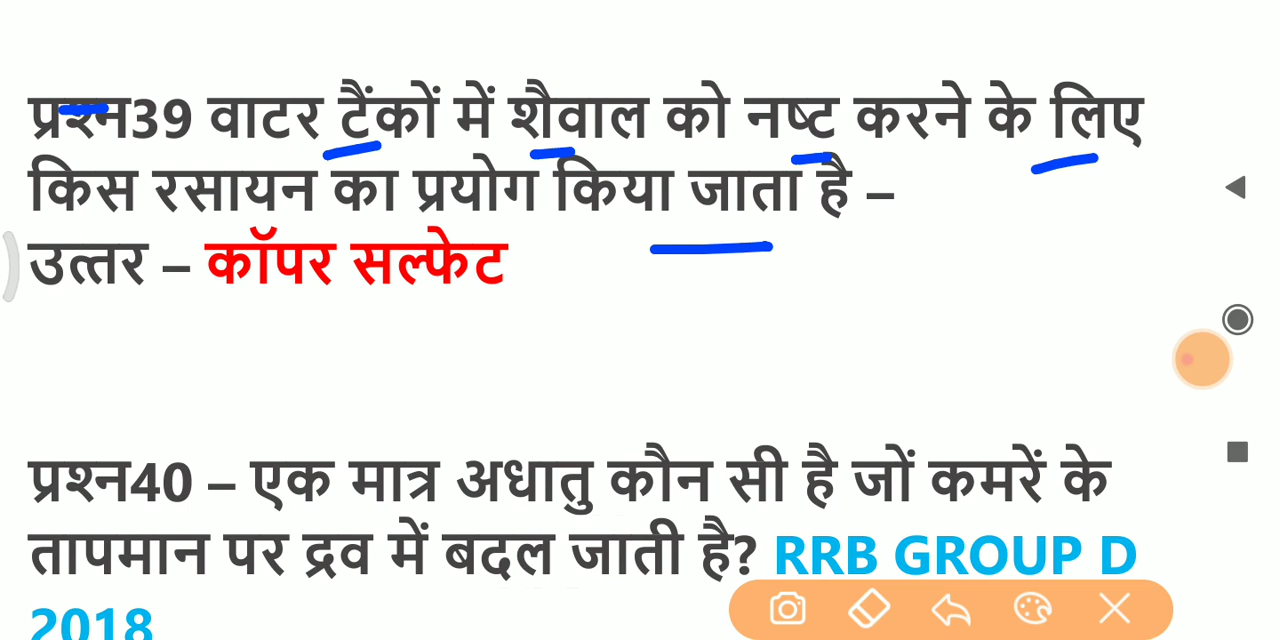 प्रश्न39 वाटर टैंकों में शैवाल को नष्ट करने के लिए
किस रसायन का प्रयोग किया जाता है –
उत्तर – कॉपर सल्फेट
प्रश्न40 – एक मात्र अधातु कौन सी है जों कमरें के
तापमान पर द्रव में बदल जाती है? RRB GROUP D
2018